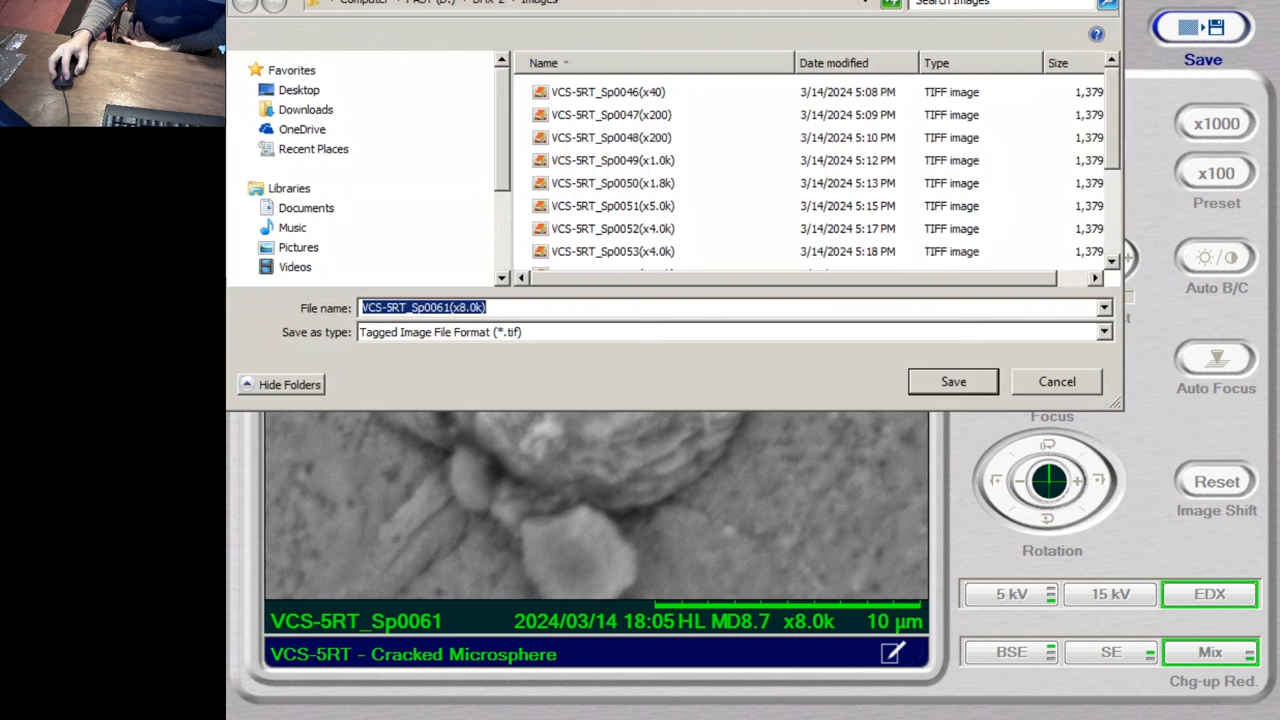 Computer FAST (D:) Images Search Images
Save
Name Date modified Type Size
Favorites
Desktop
Downloads
OneDrive
Recent Places
Libraries
Documents
Music
Pictures
Videos
VCS-5RT_Sp0046(x40) 3/14/2024 5:08 PM TIFF image 1,379
VCS-5RT_Sp0047(x200) 3/14/2024 5:09 PM TIFF image 1,379
VCS-5RT_Sp0048(x200) 3/14/2024 5:10 PM TIFF image 1,379
VCS-5RT_Sp0049(x1.0k) 3/14/2024 5:12 PM TIFF image 1,379
VCS-5RT_Sp0050(x1.8k) 3/14/2024 5:13 PM TIFF image 1,379
VCS-5RT_Sp0051(x5.0k) 3/14/2024 5:15 PM TIFF image 1,379
VCS-5RT_Sp0052(x4.0k) 3/14/2024 5:17 PM TIFF image 1,379
VCS-5RT_Sp0053(x4.0k) 3/14/2024 5:18 PM TIFF image 1,379
File name: VCS-5RT_Sp0061(x8.0k)
Save as type: Tagged Image File Format (*.tif)
Hide Folders
Save Cancel
x1000
x100
Preset
Auto B/C
Auto Focus
Focus
Reset
Image Shift
Rotation
5 kV 15 kV EDX
BSE SE Mix
Chg-up Red.
VCS-5RT_Sp0061 2024/03/14 18:05 HL MD8.7 x8.0k 10 µm
VCS-5RT - Cracked Microsphere